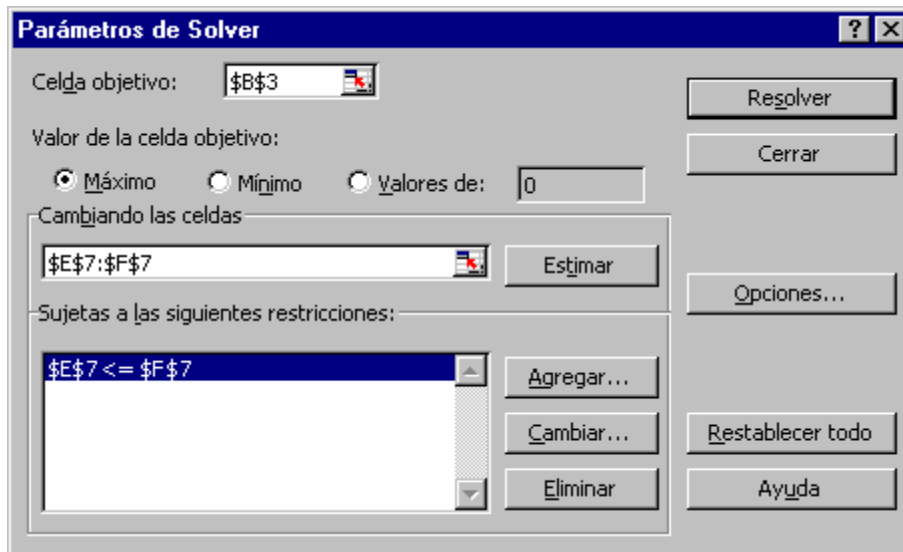 Parámetros de Solver
Celda objetivo: $B$3
Resolver
Valor de la celda objetivo:
Cerrar
Máximo Mínimo Valores de: 0
Cambiando las celdas
$E$7:$F$7 Estimar
Opciones...
Sujetas a las siguientes restricciones:
$E$7 <= $F$7
Agregar...
Cambiar... Restablecer todo
Eliminar Ayuda